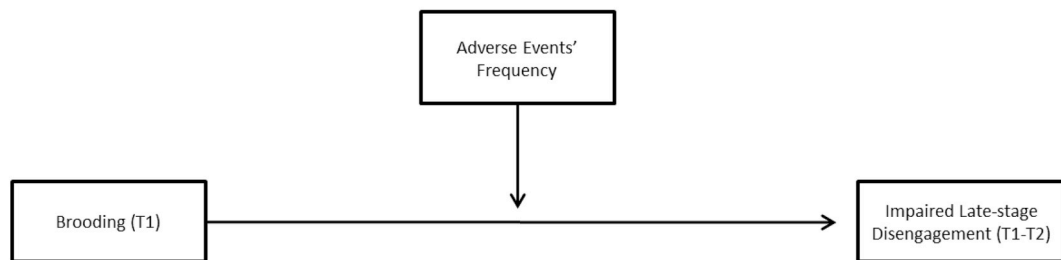 Adverse Events’
Frequency
Brooding (T1)
Impaired Late-stage
Disengagement (T1-T2)